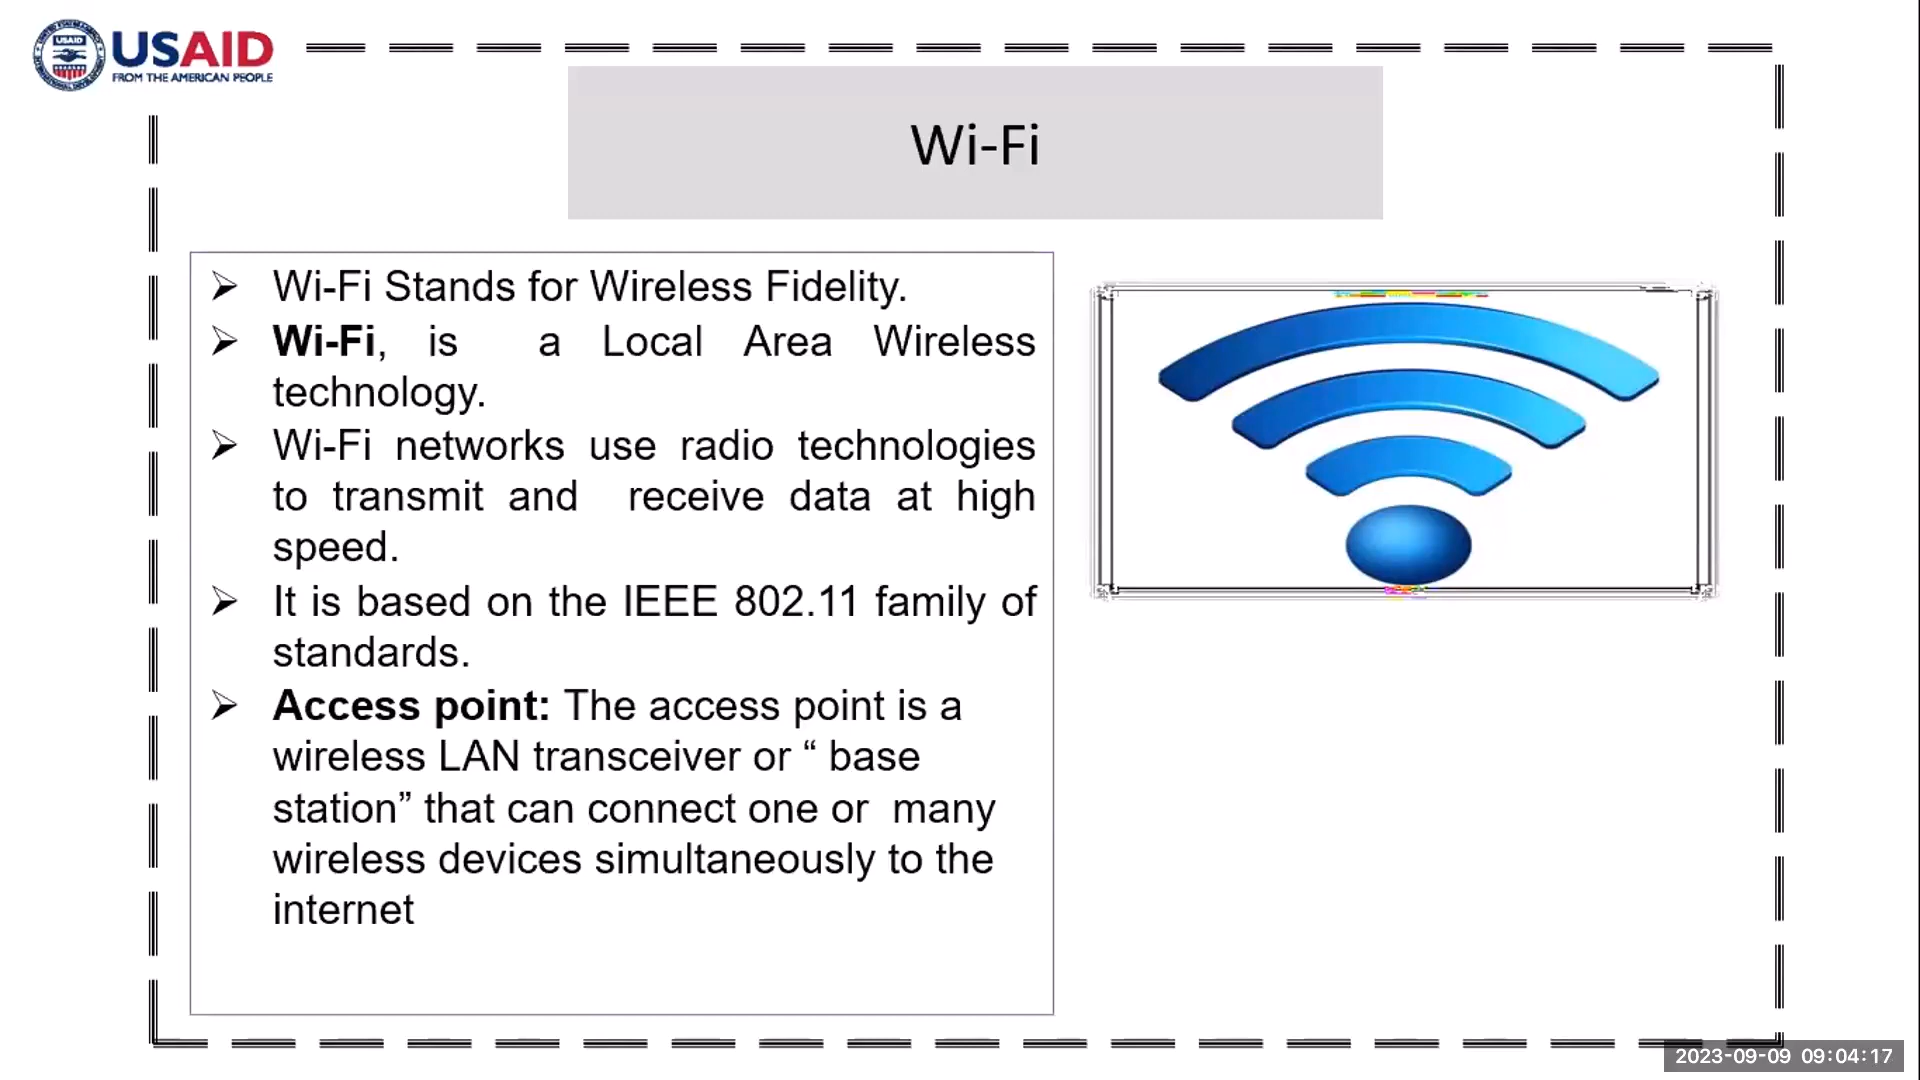 USAID
USAID
FROM THE AMERICAN PEOPLE
Wi-Fi
Wi-Fi Stands for Wireless Fidelity.
Wi-Fi, is a Local Area Wireless
technology.
Wi-Fi networks use radio technologies
to transmit and receive data at high
speed.
It is based on the IEEE 802.11 family of
standards.
Access point: The access point is a
wireless LAN transceiver or “ base
station” that can connect one or many
wireless devices simultaneously to the
internet
2023-09-09 09:04:17